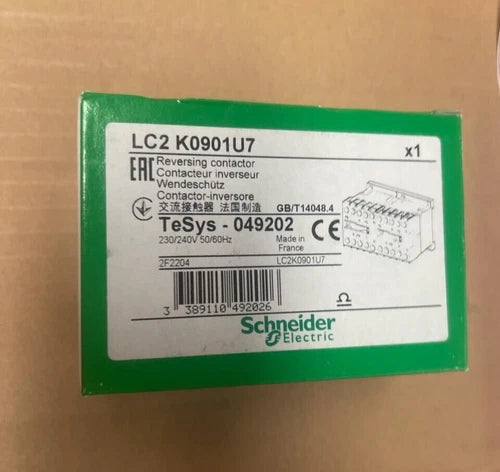 LC2 K0901U7
x1
EAC
Reversing contactor
Contacteur inverseur
Wendeschütz
Contactor-inversore
交流接触器 法国制造 GB/T14048.4
TeSys - 049202
230/240V 50/60Hz
Made in
France
CE
2F2204
LC2K0901U7
3 389110 492026
Schneider
Electric